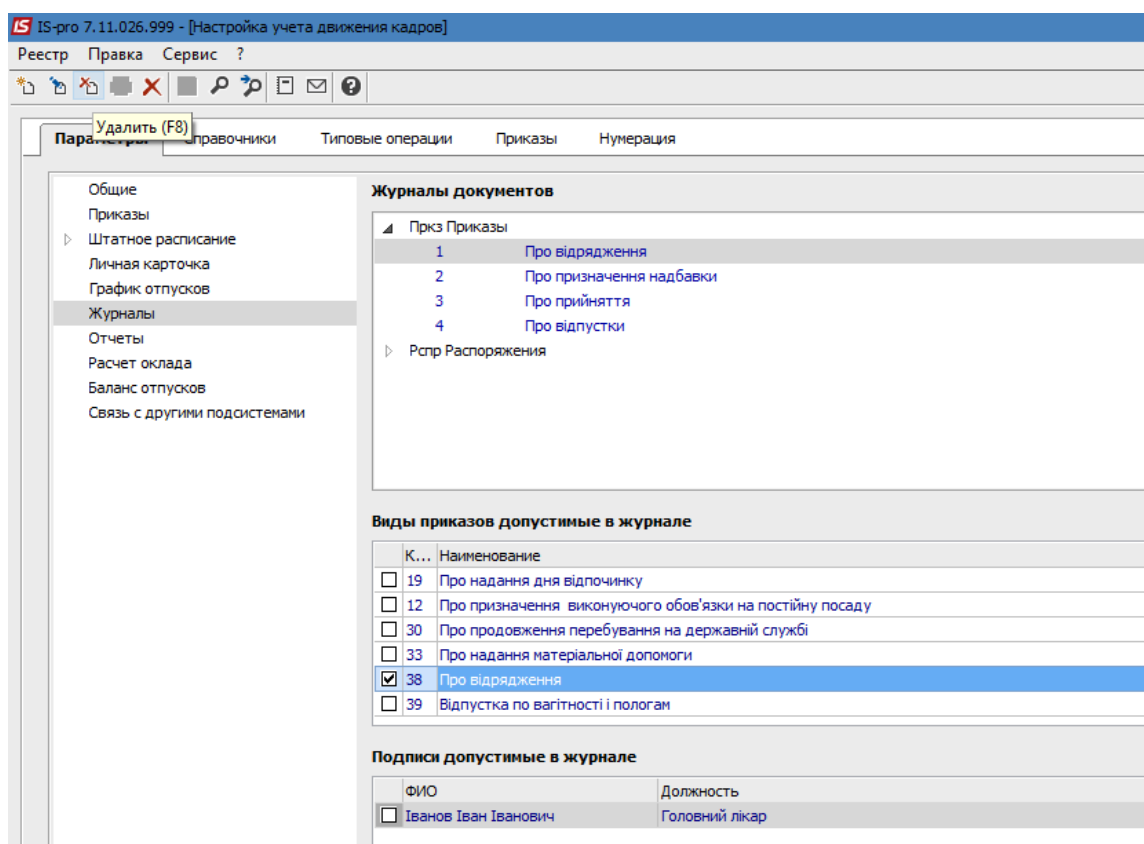 IS-pro 7.11.026.999 - [Настройка учета движения кадров]
Реестр Правка Сервис ?
Удалить (F8)
Параметры Справочники Типовые операции Приказы Нумерация
Общие
Приказы
Штатное расписание
Личная карточка
График отпусков
Журналы
Отчеты
Расчет оклада
Баланс отпусков
Связь с другими подсистемами
Журналы документов
Пркз Приказы
1 Про відрядження
2 Про призначення надбавки
3 Про прийняття
4 Про відпустки
Рспр Распоряжения
Виды приказов допустимые в журнале
К... Наименование
19 Про надання дня відпочинку
12 Про призначення виконуючого обов'язки на постійну посаду
30 Про продовження перебування на державній службі
33 Про надання матеріальної допомоги
38 Про відрядження
39 Відпустка по вагітності і пологам
Подписи допустимые в журнале
ФИО Должность
Іванов Іван Іванович Головний лікар